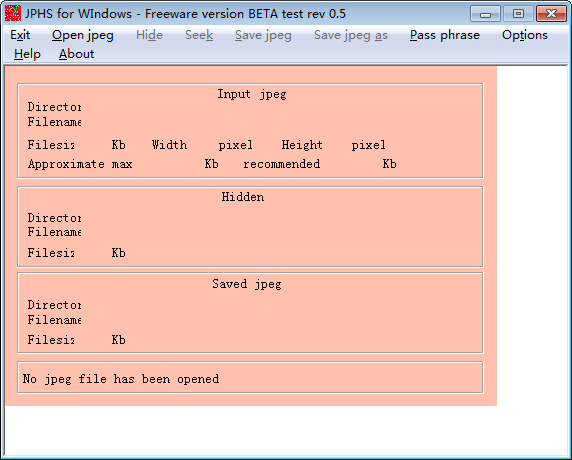 JPHS for WIndows - Freeware version BETA test rev 0.5
Exit Open jpeg Hide Seek Save jpeg Save jpeg as Pass phrase Options
Help About
Input jpeg
Director
Filename
Filesiz Kb Width pixel Height pixel
Approximate max Kb recommended Kb
Hidden
Director
Filename
Filesiz Kb
Saved jpeg
Director
Filename
Filesiz Kb
No jpeg file has been opened